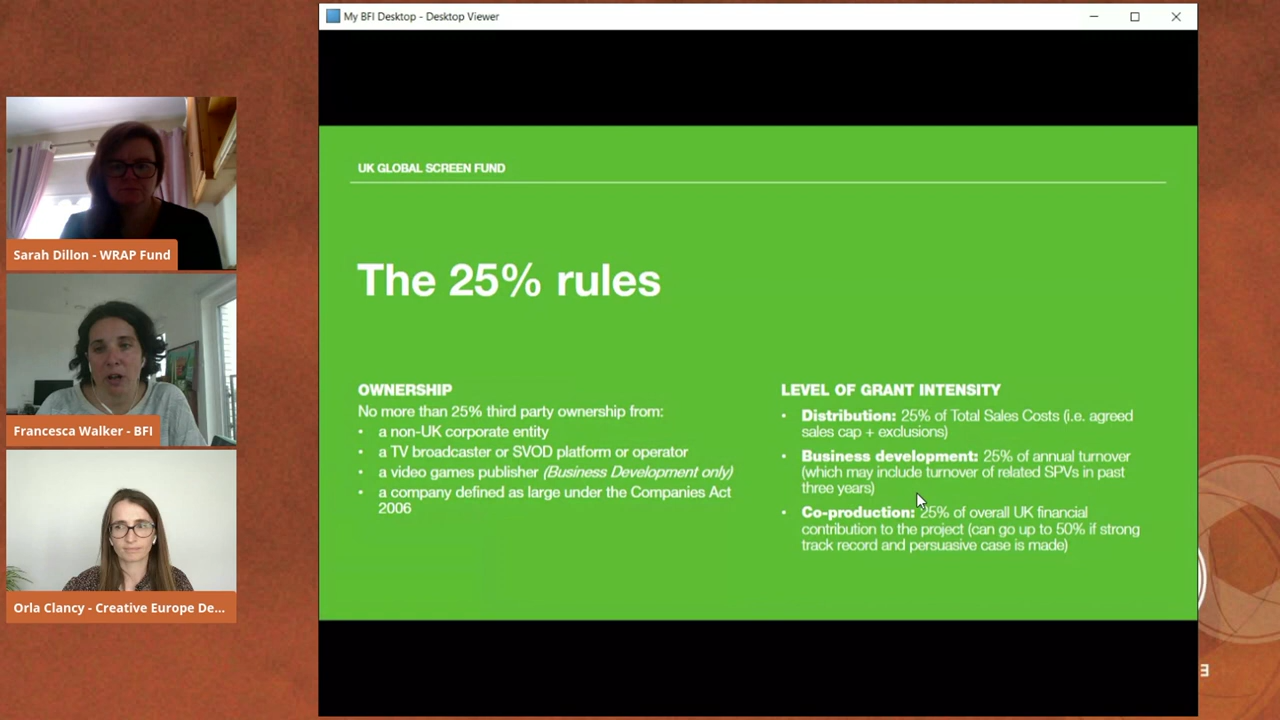 My BFI Desktop - Desktop Viewer
Sarah Dillon - WRAP Fund
Francesca Walker - BFI
Orla Clancy - Creative Europe De...
UK GLOBAL SCREEN FUND
The 25% rules
OWNERSHIP
No more than 25% third party ownership from:
• a non-UK corporate entity
• a TV broadcaster or SVOD platform or operator
• a video games publisher (Business Development only)
• a company defined as large under the Companies Act
2006
LEVEL OF GRANT INTENSITY
• Distribution: 25% of Total Sales Costs (i.e. agreed
sales cap + exclusions)
• Business development: 25% of annual turnover
(which may include turnover of related SPVs in past
three years)
• Co-production: 25% of overall UK financial
contribution to the project (can go up to 50% if strong
track record and persuasive case is made)